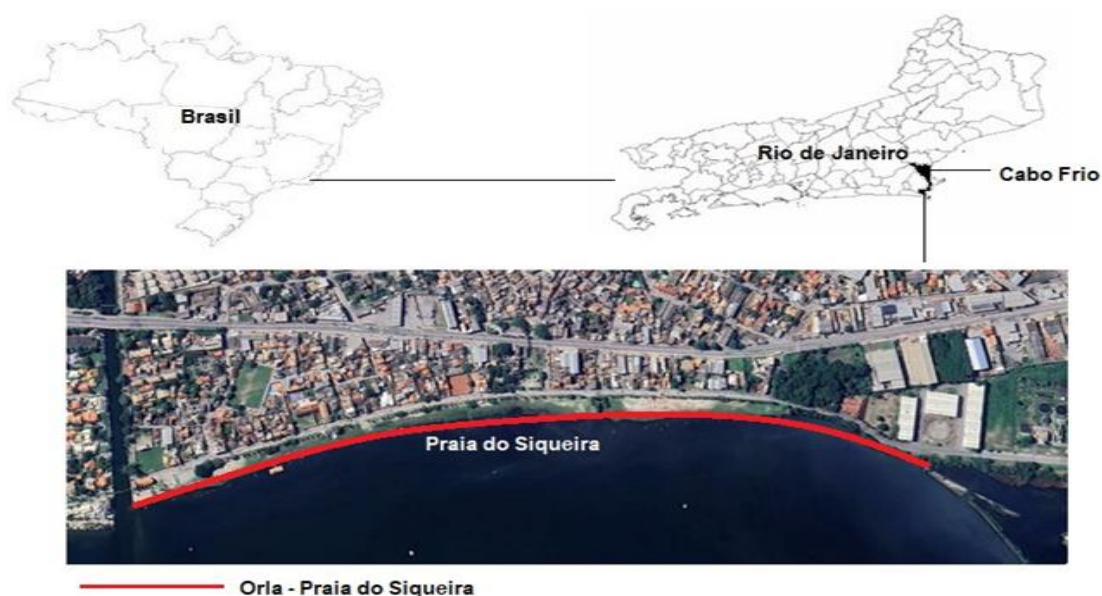 Brasil
Rio de Janeiro
Cabo Frio
Praia do Siqueira
Orla - Praia do Siqueira